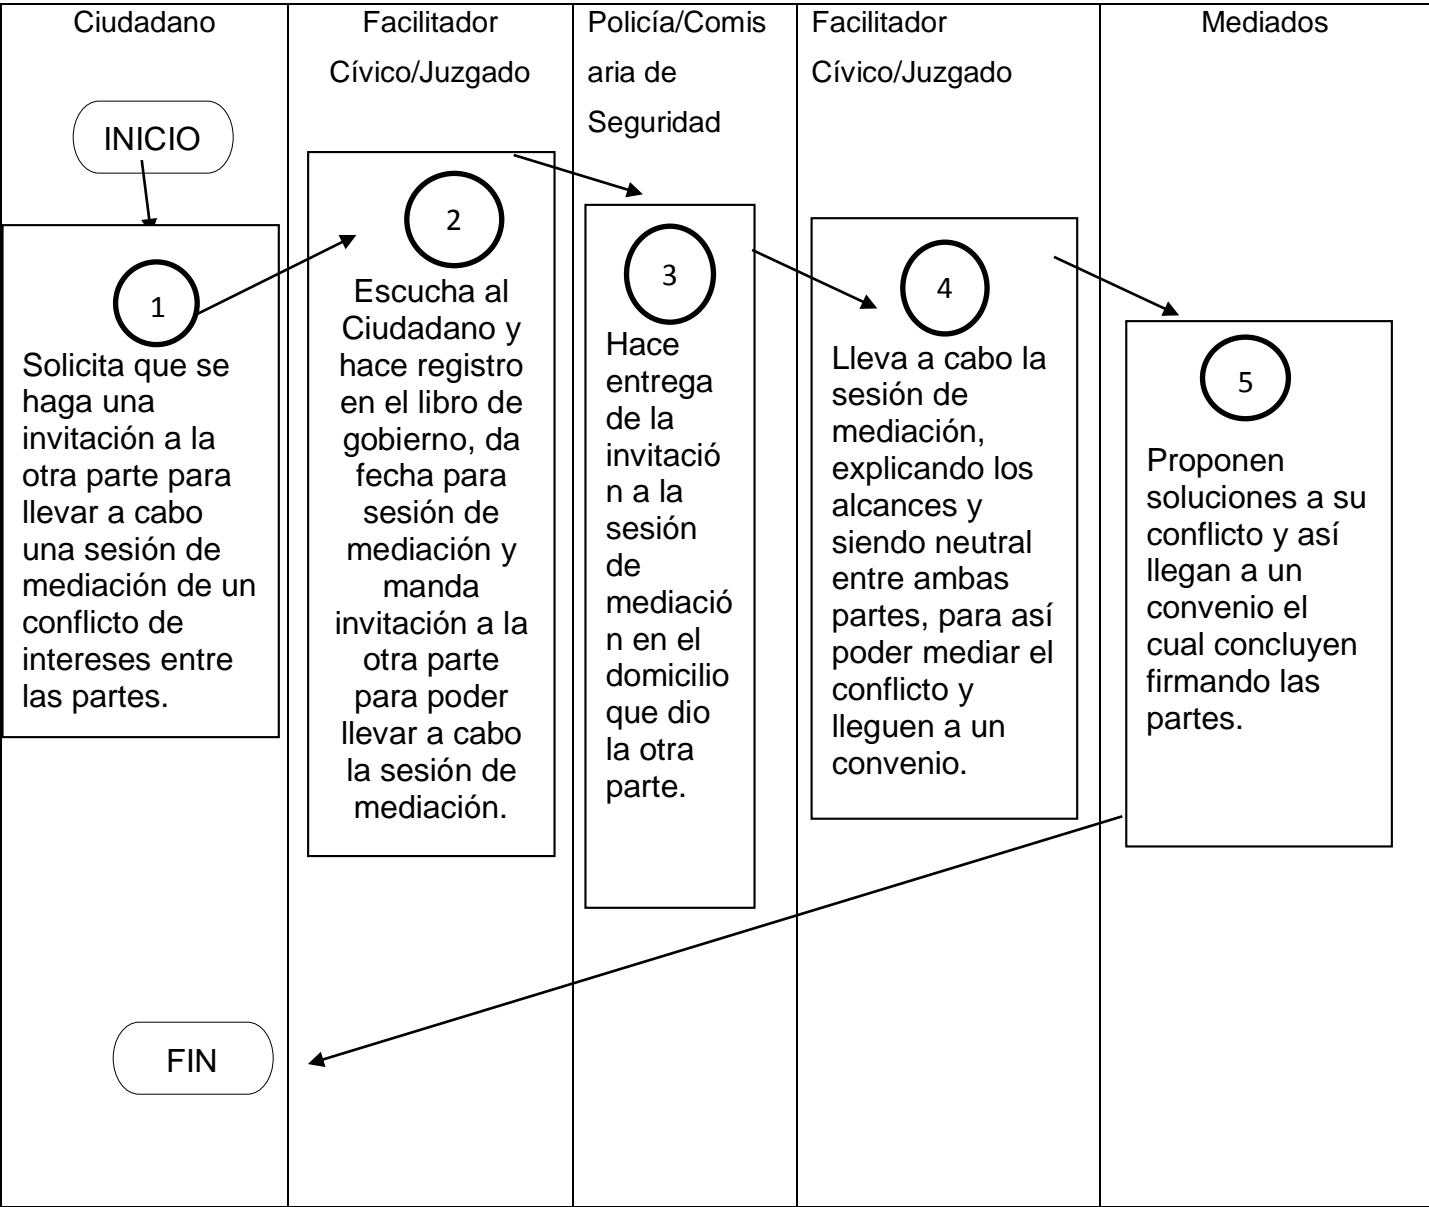 Ciudadano
Facilitador
Cívico/Juzgado
Policía/Comis
aria de
Seguridad
Facilitador
Cívico/Juzgado
Mediados
INICIO
1
Solicita que se
haga una
invitación a la
otra parte para
llevar a cabo
una sesión de
mediación de un
conflicto de
intereses entre
las partes.
2
Escucha al
Ciudadano y
hace registro
en el libro de
gobierno, da
fecha para
sesión de
mediación y
manda
invitación a la
otra parte
para poder
llevar a cabo
la sesión de
mediación.
3
Hace
entrega
de la
invitació
n a la
sesión
de
mediació
n en el
domicilio
que dio
la otra
parte.
4
Lleva a cabo la
sesión de
mediación,
explicando los
alcances y
siendo neutral
entre ambas
partes, para así
poder mediar el
conflicto y
lleguen a un
convenio.
5
Proponen
soluciones a su
conflicto y así
llegan a un
convenio el
cual concluyen
firmando las
partes.
FIN